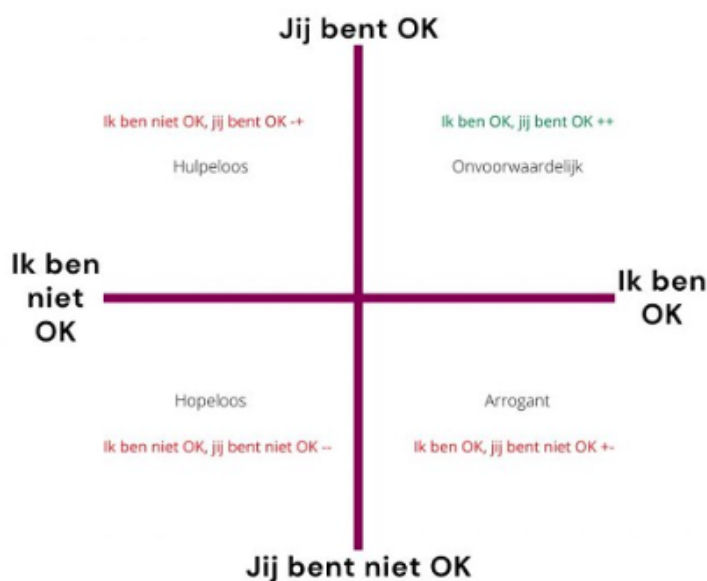 Jij bent OK
Ik ben niet OK, jij bent OK -+
Ik ben OK, jij bent OK ++
Hulpeloos
Onvoorwaardelijk
Ik ben
niet
OK
Ik ben
OK
Hopeloos
Arrogant
Ik ben niet OK, jij bent niet OK --
Ik ben OK, jij bent niet OK +-
Jij bent niet OK